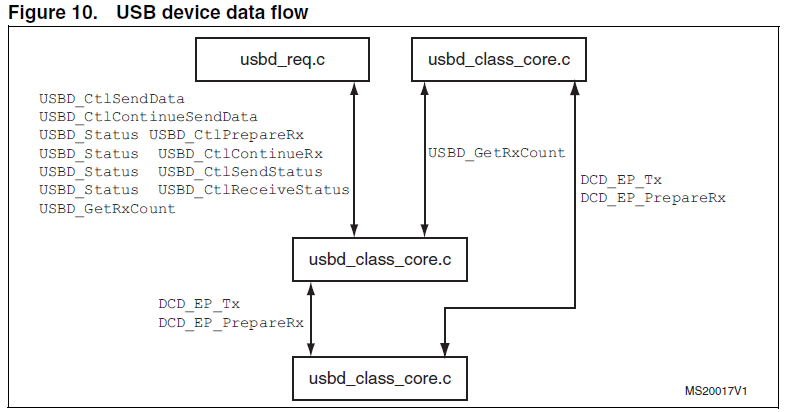 Figure 10. USB device data flow
usbd_req.c
usbd_class_core.c
USBD_CtlSendData
USBD_CtlContinueSendData
USBD_Status USBD_CtlPrepareRx
USBD_Status USBD_CtlContinueRx
USBD_Status USBD_CtlSendStatus
USBD_Status USBD_CtlReceiveStatus
USBD_GetRxCount
USBD_GetRxCount
DCD_EP_Tx
DCD_EP_PrepareRx
usbd_class_core.c
DCD_EP_Tx
DCD_EP_PrepareRx
usbd_class_core.c
MS20017V1